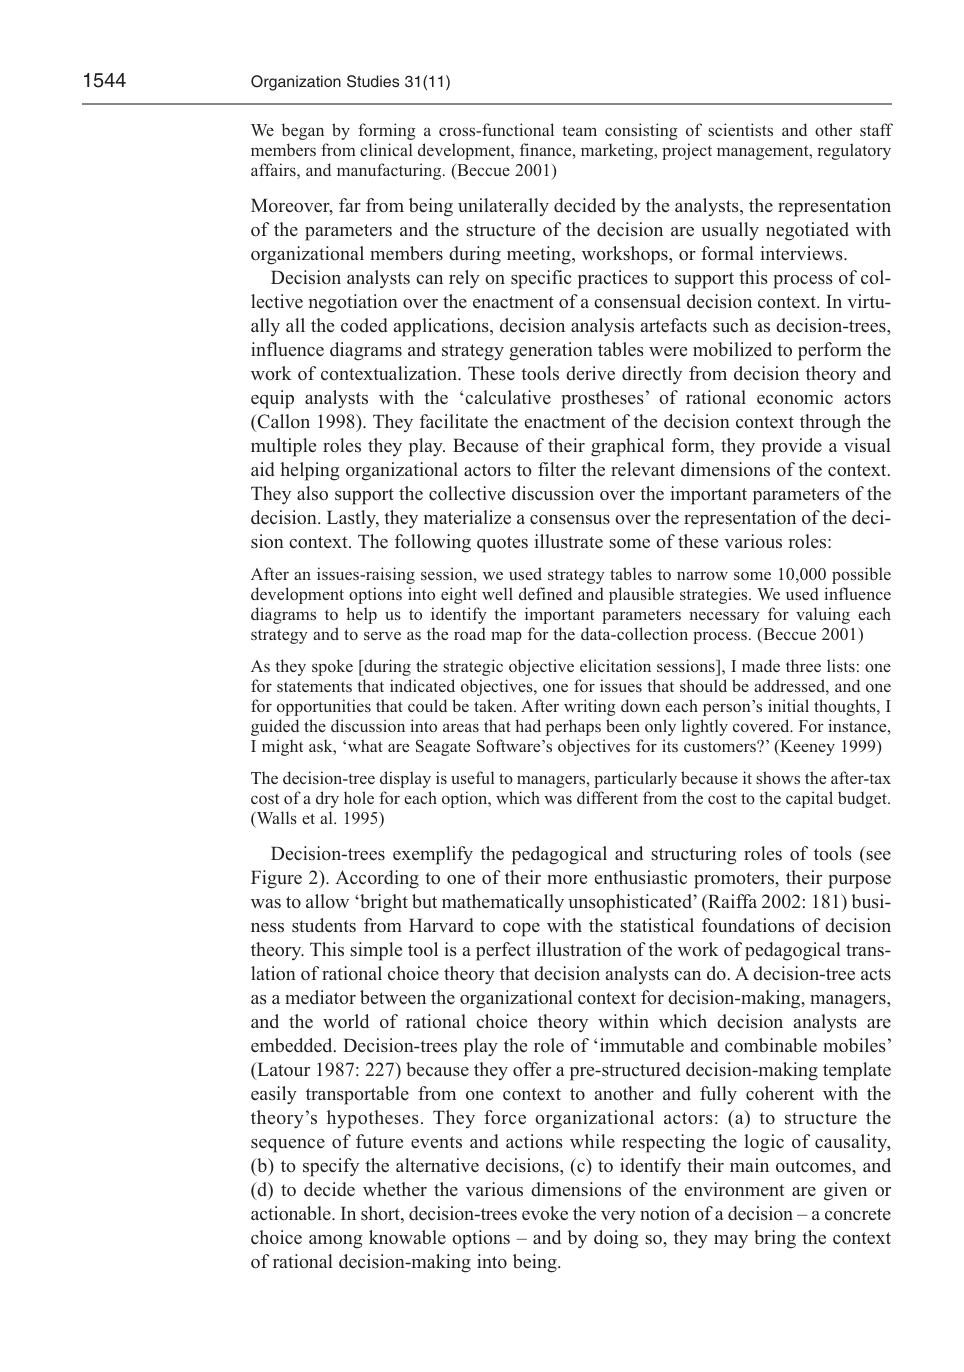 1544
Organization Studies 31(11)
We began by forming a cross-functional team consisting of scientists and other staff
members from clinical development, finance, marketing, project management, regulatory
affairs, and manufacturing. (Beccue 2001)
Moreover, far from being unilaterally decided by the analysts, the representation
of the parameters and the structure of the decision are usually negotiated with
organizational members during meeting, workshops, or formal interviews.
Decision analysts can rely on specific practices to support this process of col-
lective negotiation over the enactment of a consensual decision context. In virtu-
ally all the coded applications, decision analysis artefacts such as decision-trees,
influence diagrams and strategy generation tables were mobilized to perform the
work of contextualization. These tools derive directly from decision theory and
equip analysts with the ‘calculative prostheses’ of rational economic actors
(Callon 1998). They facilitate the enactment of the decision context through the
multiple roles they play. Because of their graphical form, they provide a visual
aid helping organizational actors to filter the relevant dimensions of the context.
They also support the collective discussion over the important parameters of the
decision. Lastly, they materialize a consensus over the representation of the deci-
sion context. The following quotes illustrate some of these various roles:
After an issues-raising session, we used strategy tables to narrow some 10,000 possible
development options into eight well defined and plausible strategies. We used influence
diagrams to help us to identify the important parameters necessary for valuing each
strategy and to serve as the road map for the data-collection process. (Beccue 2001)
As they spoke [during the strategic objective elicitation sessions], I made three lists: one
for statements that indicated objectives, one for issues that should be addressed, and one
for opportunities that could be taken. After writing down each person’s initial thoughts, I
guided the discussion into areas that had perhaps been only lightly covered. For instance,
I might ask, ‘what are Seagate Software’s objectives for its customers?’ (Keeney 1999)
The decision-tree display is useful to managers, particularly because it shows the after-tax
cost of a dry hole for each option, which was different from the cost to the capital budget.
(Walls et al. 1995)
Decision-trees exemplify the pedagogical and structuring roles of tools (see
Figure 2). According to one of their more enthusiastic promoters, their purpose
was to allow ‘bright but mathematically unsophisticated’ (Raiffa 2002: 181) busi-
ness students from Harvard to cope with the statistical foundations of decision
theory. This simple tool is a perfect illustration of the work of pedagogical trans-
lation of rational choice theory that decision analysts can do. A decision-tree acts
as a mediator between the organizational context for decision-making, managers,
and the world of rational choice theory within which decision analysts are
embedded. Decision-trees play the role of ‘immutable and combinable mobiles’
(Latour 1987: 227) because they offer a pre-structured decision-making template
easily transportable from one context to another and fully coherent with the
theory’s hypotheses. They force organizational actors: (a) to structure the
sequence of future events and actions while respecting the logic of causality,
(b) to specify the alternative decisions, (c) to identify their main outcomes, and
(d) to decide whether the various dimensions of the environment are given or
actionable. In short, decision-trees evoke the very notion of a decision – a concrete
choice among knowable options – and by doing so, they may bring the context
of rational decision-making into being.